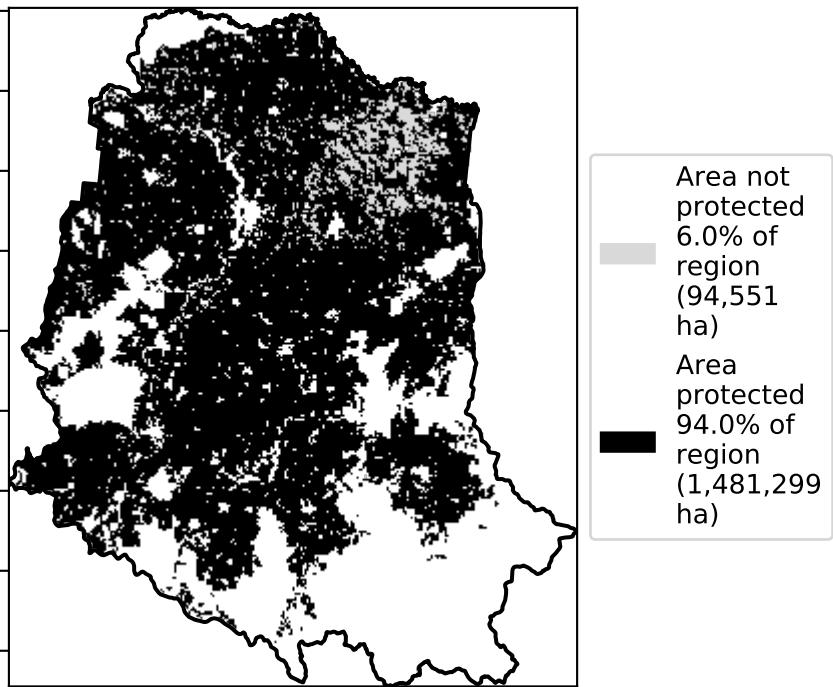 Area not
protected
6.0% of
region
(94,551
ha)
Area
protected
94.0% of
region
(1,481,299
ha)